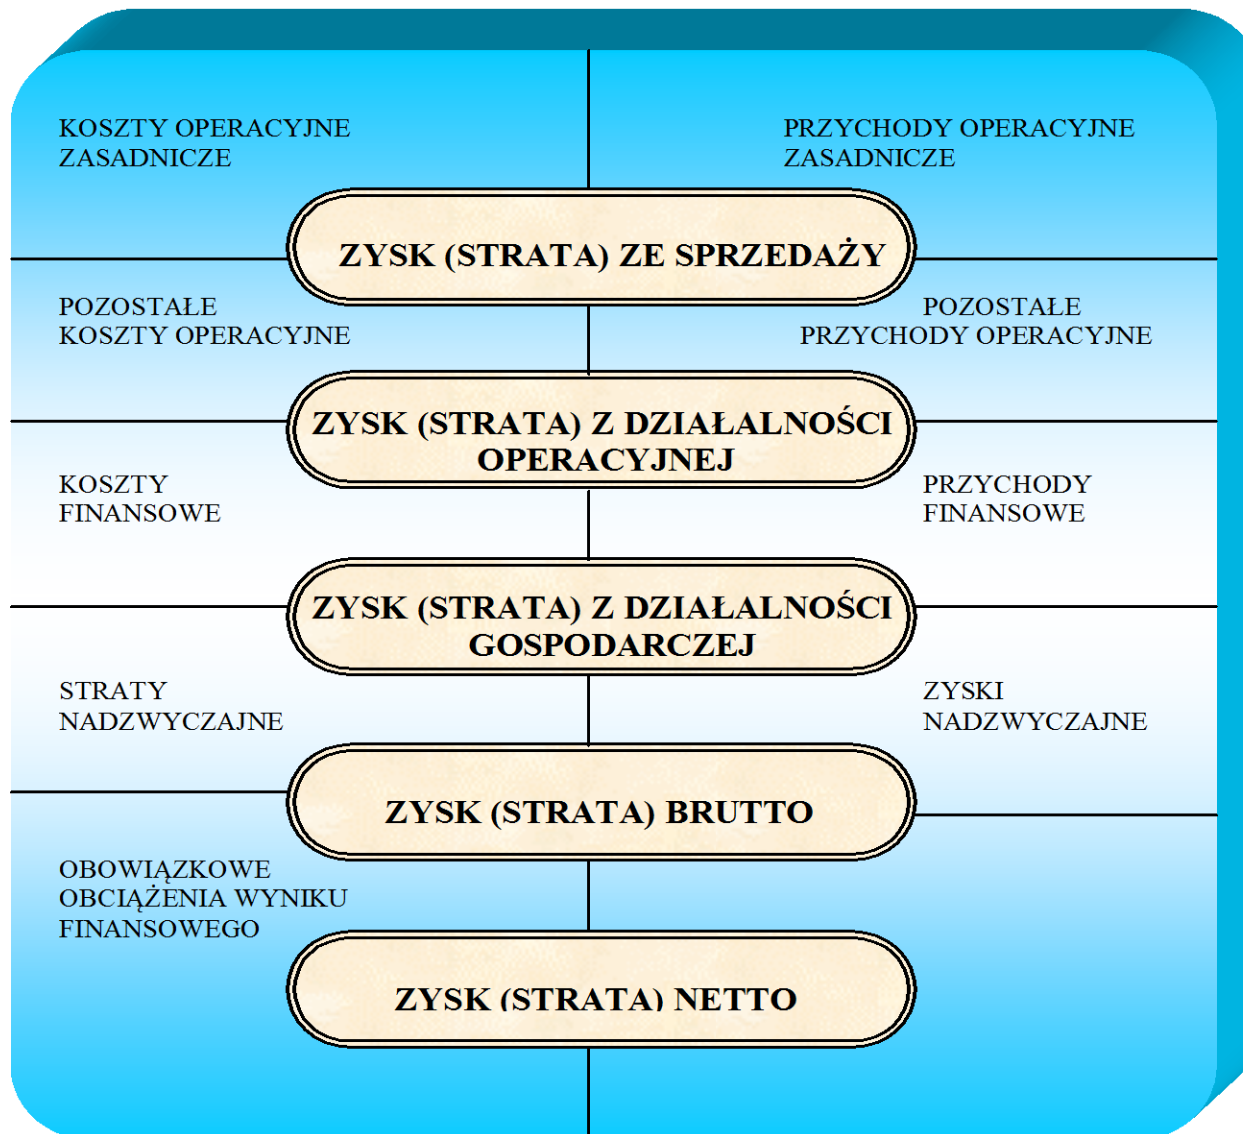 KOSZTY OPERACYJNE
ZASADNICZE
PRZYCHODY OPERACYJNE
ZASADNICZE
ZYSK (STRATA) ZE SPRZEDAŻY
POZOSTAŁE
KOSZTY OPERACYJNE
POZOSTAŁE
PRZYCHODY OPERACYJNE
ZYSK (STRATA) Z DZIAŁALNOŚCI
OPERACYJNEJ
KOSZTY
FINANSOWE
PRZYCHODY
FINANSOWE
ZYSK (STRATA) Z DZIAŁALNOŚCI
GOSPODARCZEJ
STRATY
NADZWYCZAJNE
ZYSKI
NADZWYCZAJNE
ZYSK (STRATA) BRUTTO
OBOWIĄZKOWE
OBCIĄŻENIA WYNIKU
FINANSOWEGO
ZYSK (STRATA) NETTO